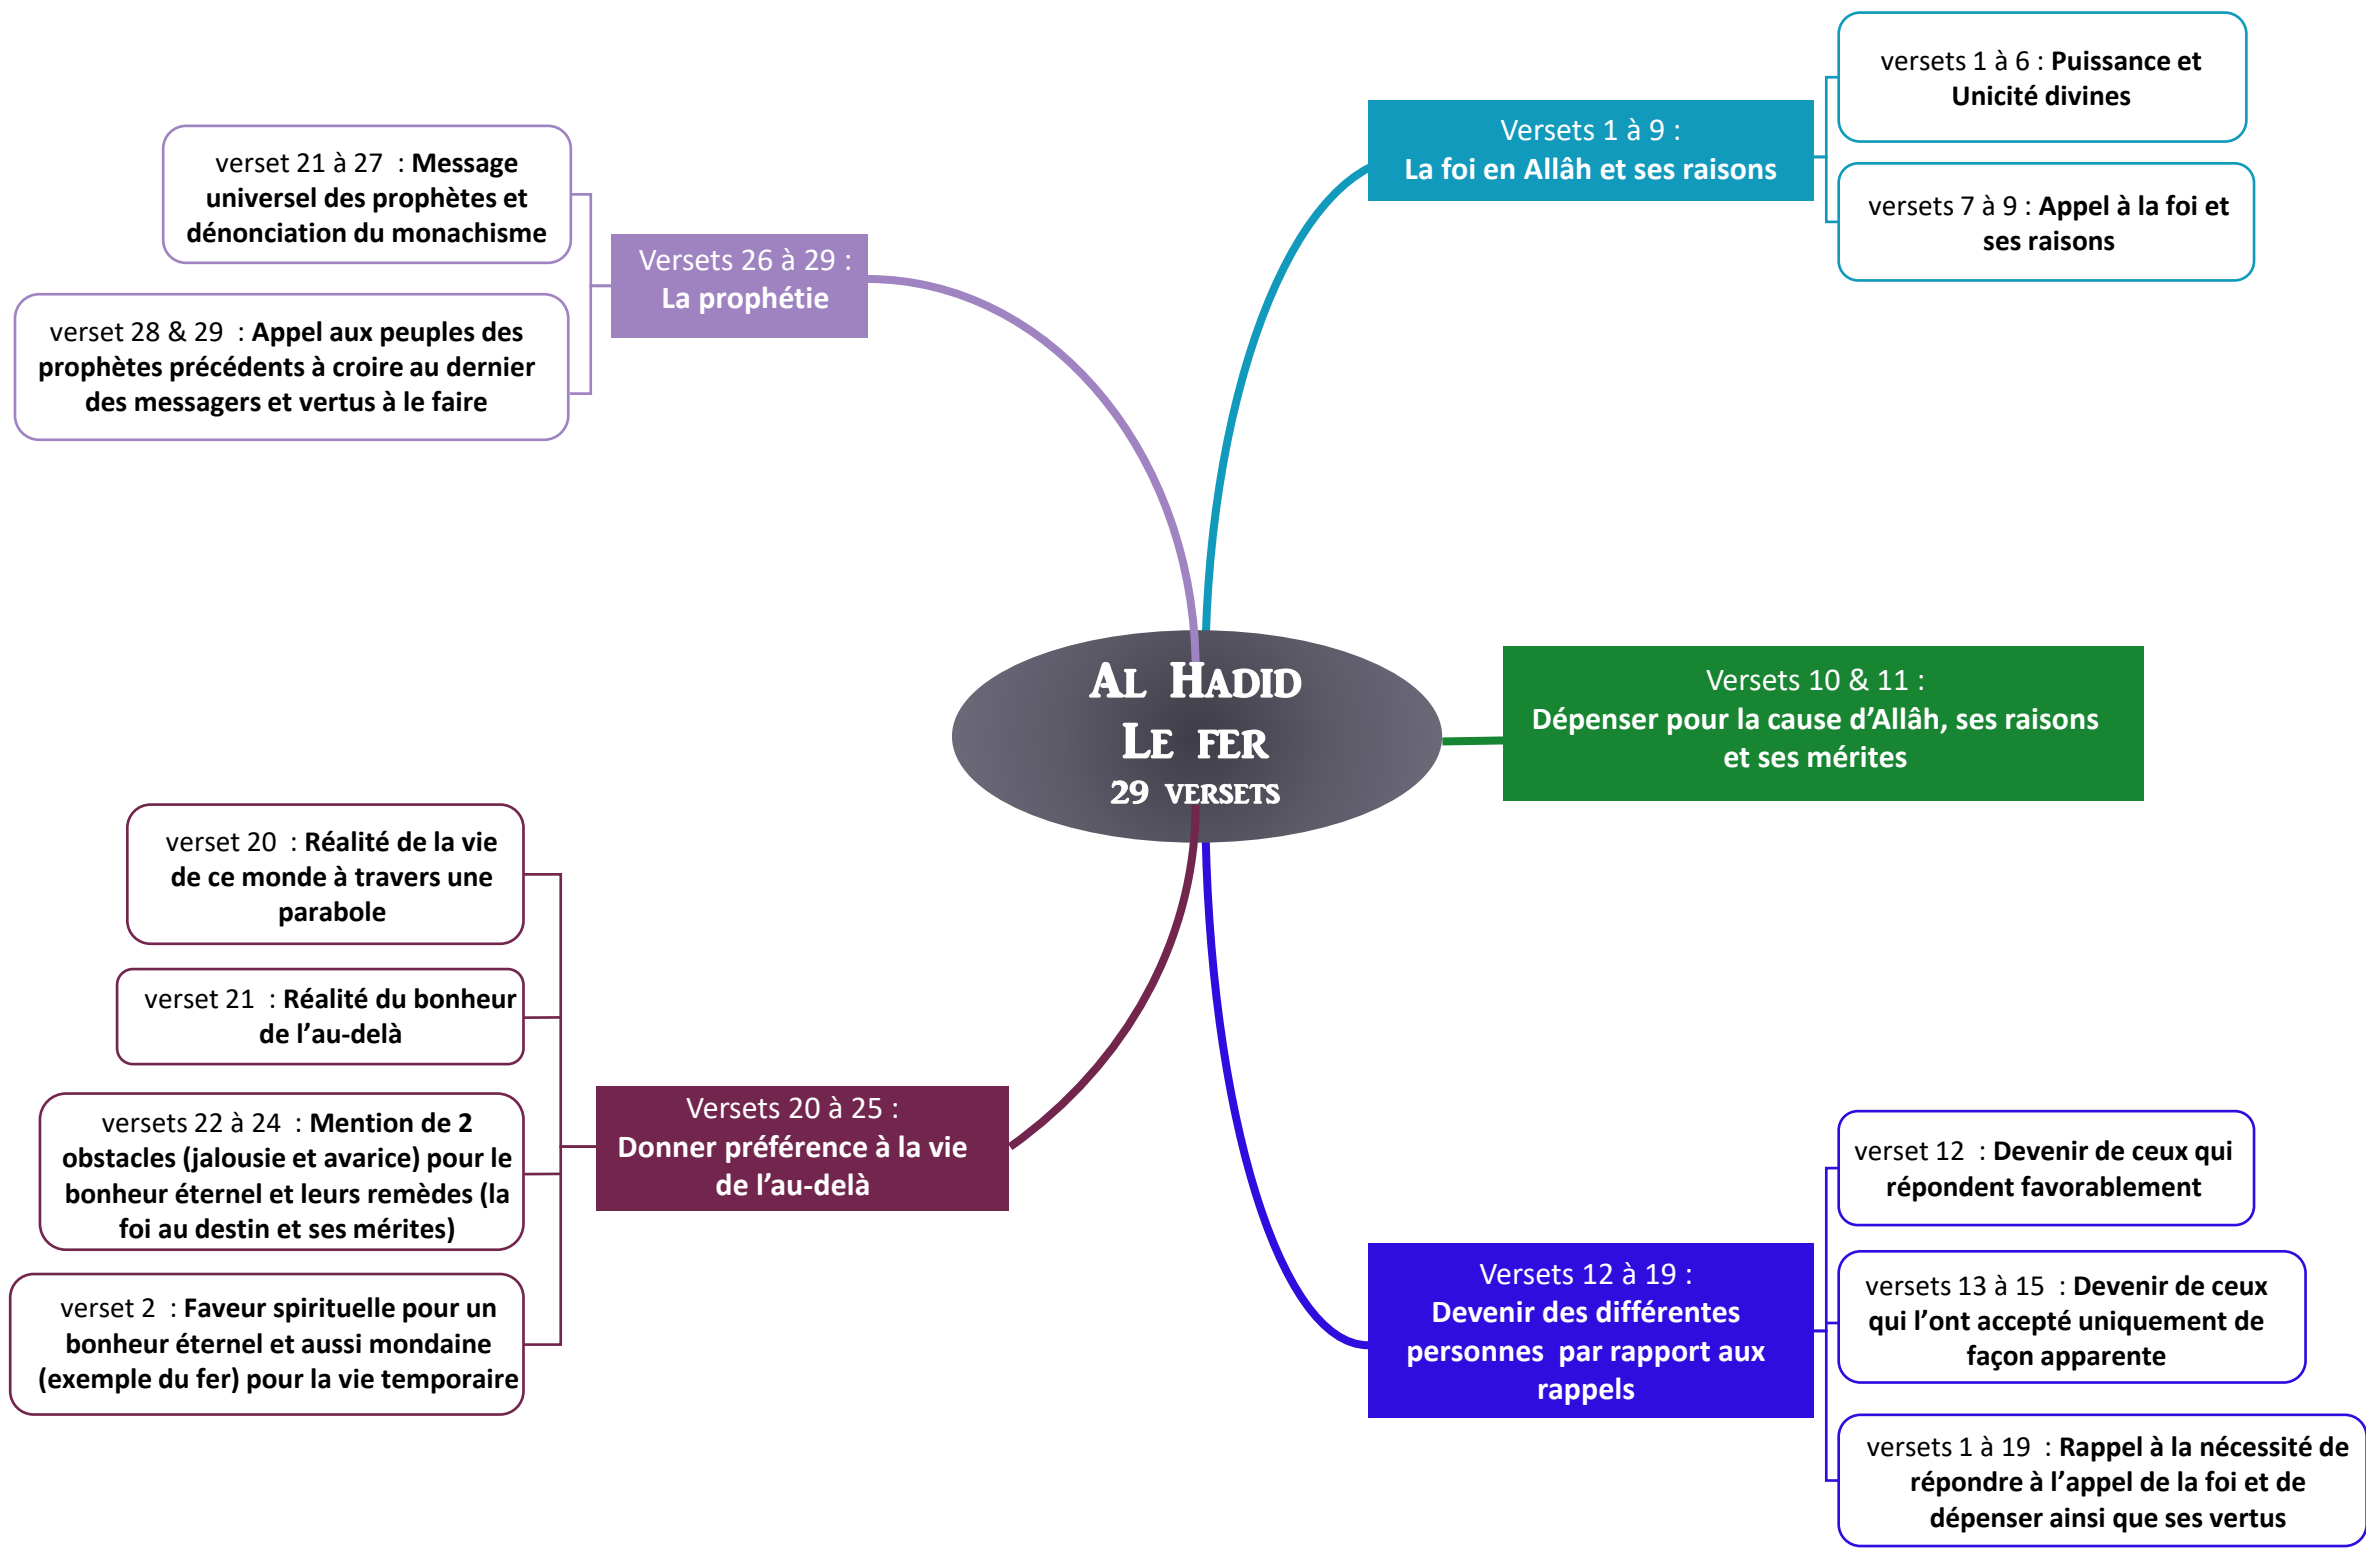 Al Hadid
Le fer
29 versets
Versets 1 à 9 :
La foi en Allâh et ses raisons
versets 1 à 6 : Puissance et
Unicité divines
versets 7 à 9 : Appel à la foi et
ses raisons
Versets 10 & 11 :
Dépenser pour la cause d’Allâh, ses raisons
et ses mérites
Versets 12 à 19 :
Devenir des différentes
personnes par rapport aux
rappels
verset 12 : Devenir de ceux qui
répondent favorablement
versets 13 à 15 : Devenir de ceux
qui l’ont accepté uniquement de
façon apparente
versets 1 à 19 : Rappel à la nécessité de
répondre à l’appel de la foi et de
dépenser ainsi que ses vertus
Versets 20 à 25 :
Donner préférence à la vie
de l’au-delà
verset 20 : Réalité de la vie
de ce monde à travers une
parabole
verset 21 : Réalité du bonheur
de l’au-delà
versets 22 à 24 : Mention de 2
obstacles (jalousie et avarice) pour le
bonheur éternel et leurs remèdes (la
foi au destin et ses mérites)
verset 2 : Faveur spirituelle pour un
bonheur éternel et aussi mondaine
(exemple du fer) pour la vie temporaire
Versets 26 à 29 :
La prophétie
verset 21 à 27 : Message
universel des prophètes et
dénonciation du monachisme
verset 28 & 29 : Appel aux peuples des
prophètes précédents à croire au dernier
des messagers et vertus à le faire